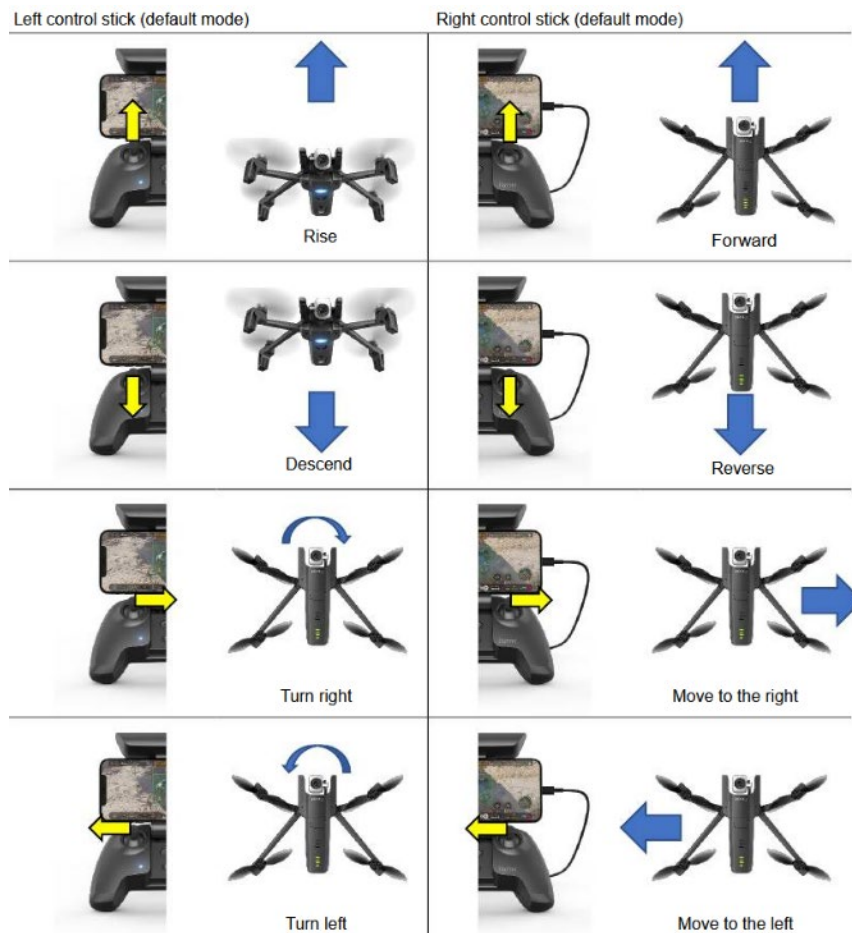 Left control stick (default mode)
Right control stick (default mode)
Rise
Forward
Descend
Reverse
Turn right
Move to the right
Turn left
Move to the left